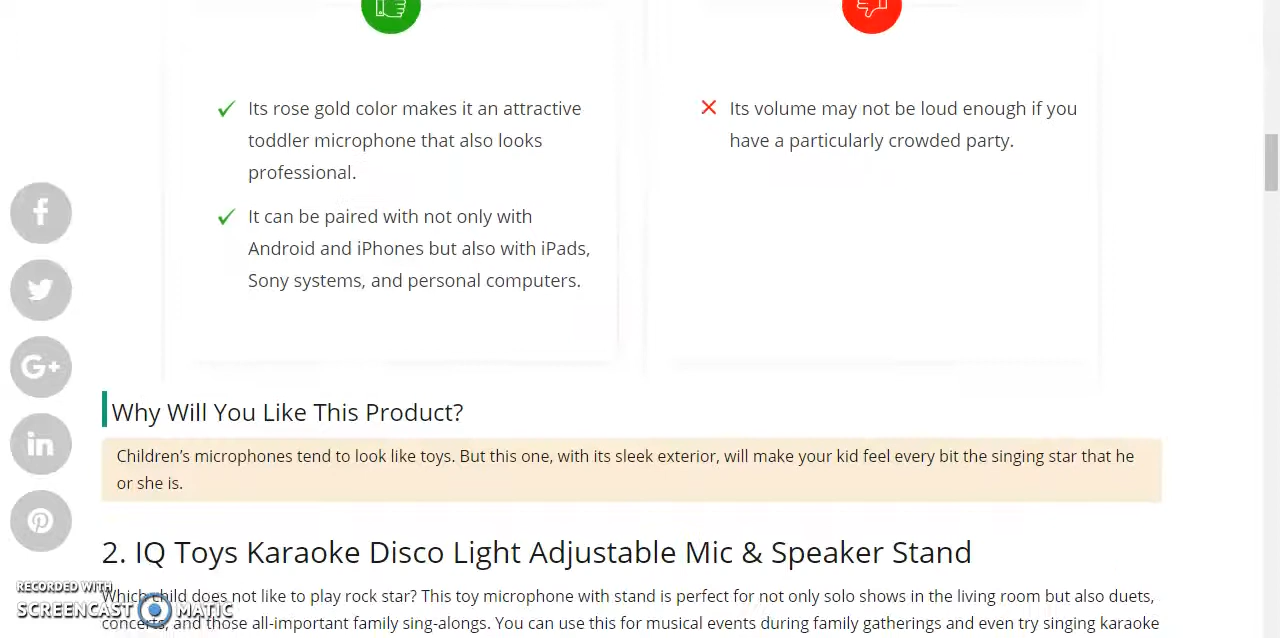 Its rose gold color makes it an attractive
toddler microphone that also looks
professional.
It can be paired with not only with
Android and iPhones but also with iPads,
Sony systems, and personal computers.
Its volume may not be loud enough if you
have a particularly crowded party.
Why Will You Like This Product?
Children's microphones tend to look like toys. But this one, with its sleek exterior, will make your kid feel every bit the singing star that he
or she is.
2. IQ Toys Karaoke Disco Light Adjustable Mic & Speaker Stand
Which child does not like to play rock star? This toy microphone with stand is perfect for not only solo shows in the living room but also duets,
concerts, and those all-important family sing-alongs. You can use this for musical events during family gatherings and even try singing karaoke
f
G+
in
RECORDED WITH
SCREENCAST MATIC